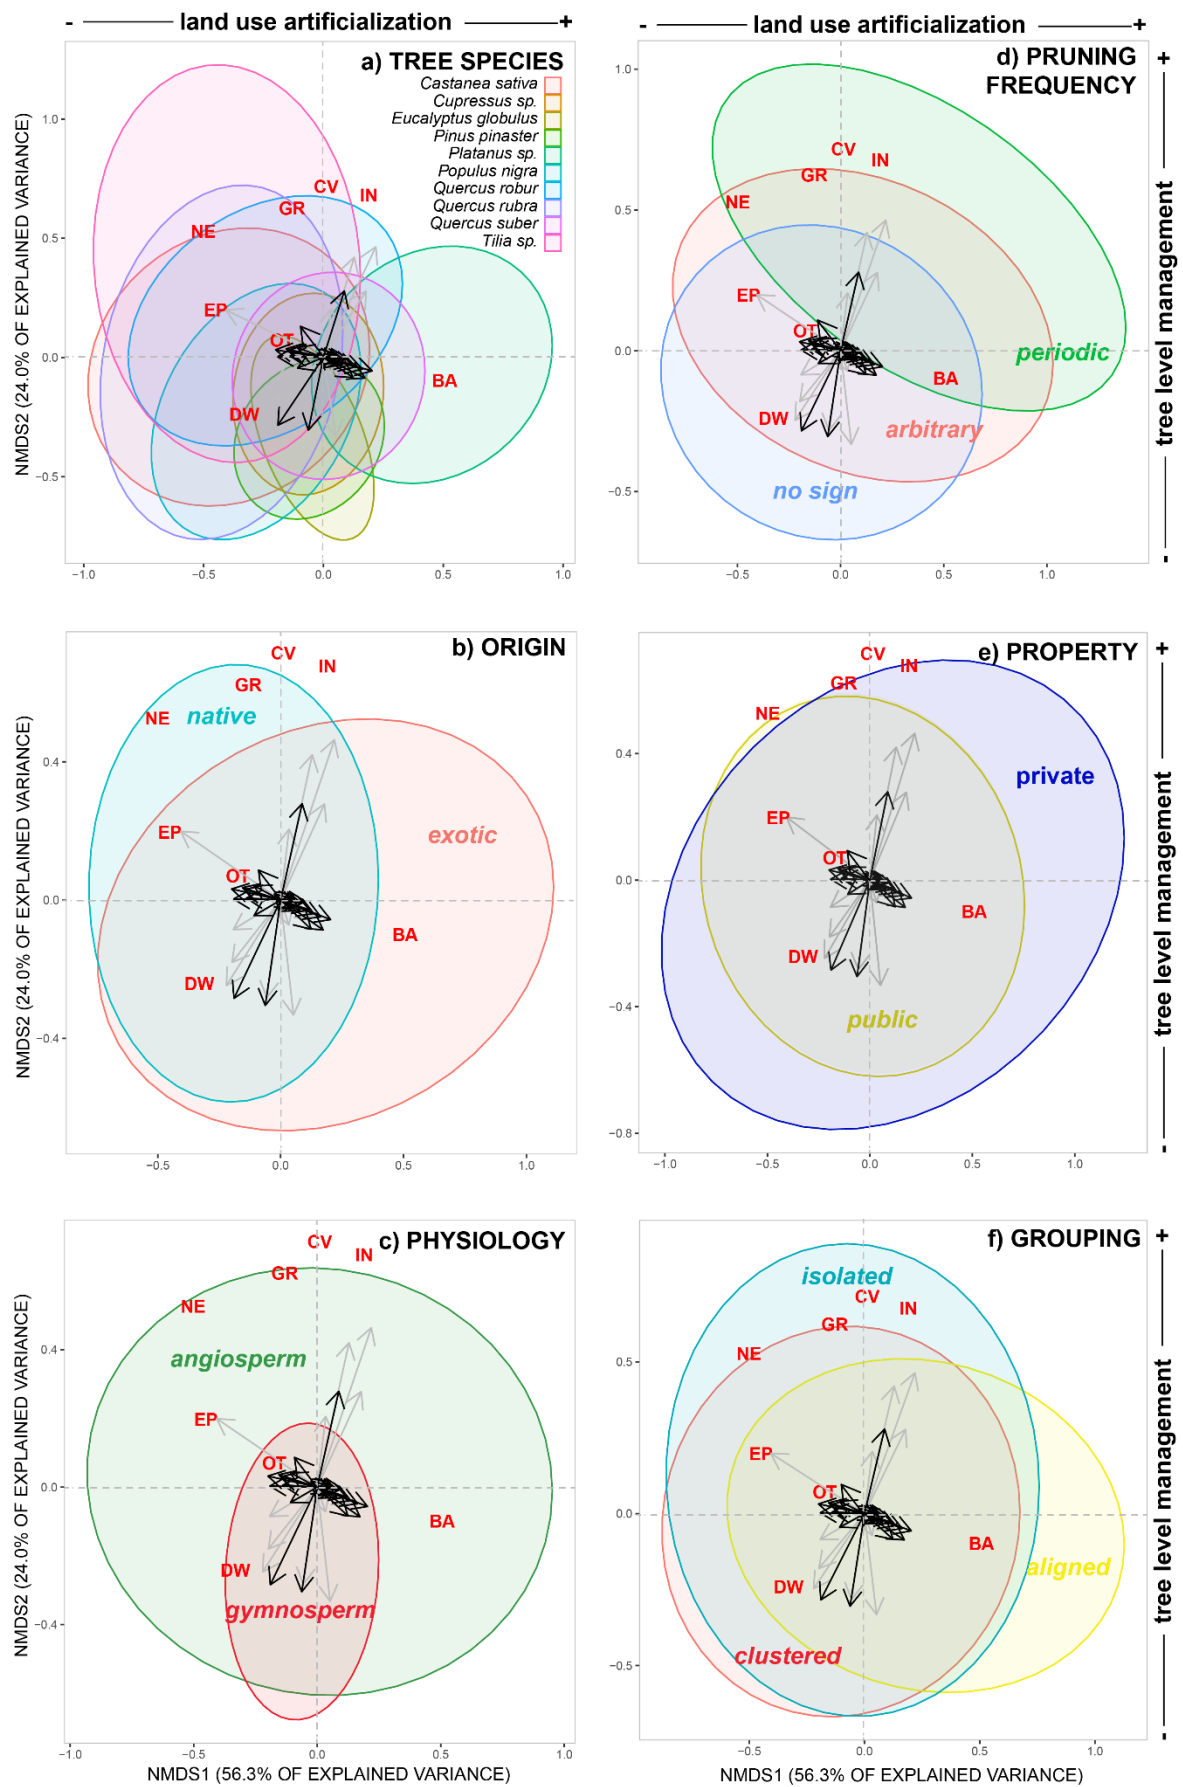 - land use artificialization +
- land use artificialization +
a) TREE SPECIES
Castanea sativa
Cupressus sp.
Eucalyptus globulus
Pinus pinaster
Platanus sp.
Populus nigra
Quercus robur
Quercus rubra
Quercus suber
Tilia sp.
CV
IN
GR
NE
EP
OT
DW
BA
1.0
0.5
0.0
−0.5
−1.0 −0.5 0.0 0.5 1.0
NMDS2 (24.0% OF EXPLAINED VARIANCE)
d) PRUNING
FREQUENCY
CV
IN
GR
NE
EP
OT
DW
BA
periodic
arbitrary
no sign
1.0
0.5
0.0
−0.5
−0.5 0.0 0.5 1.0
- tree level management +
b) ORIGIN
CV
IN
GR
NE
native
EP
exotic
OT
BA
DW
0.4
0.0
−0.4
−0.5 0.0 0.5 1.0
NMDS2 (24.0% OF EXPLAINED VARIANCE)
e) PROPERTY
CV
IN
GR
NE
private
EP
OT
BA
DW
public
0.4
0.0
−0.4
−0.8
−1.0 −0.5 0.0 0.5 1.0
- tree level management +
c) PHYSIOLOGY
CV
IN
GR
NE
angiosperm
EP
OT
BA
DW
gymnosperm
0.4
0.0
−0.4
−1.0 −0.5 0.0 0.5 1.0
NMDS2 (24.0% OF EXPLAINED VARIANCE)
NMDS1 (56.3% OF EXPLAINED VARIANCE)
f) GROUPING
isolated
CV
IN
GR
NE
EP
OT
BA
aligned
DW
clustered
0.5
0.0
−0.5
−0.5 0.0 0.5 1.0
NMDS1 (56.3% OF EXPLAINED VARIANCE)
- tree level management +